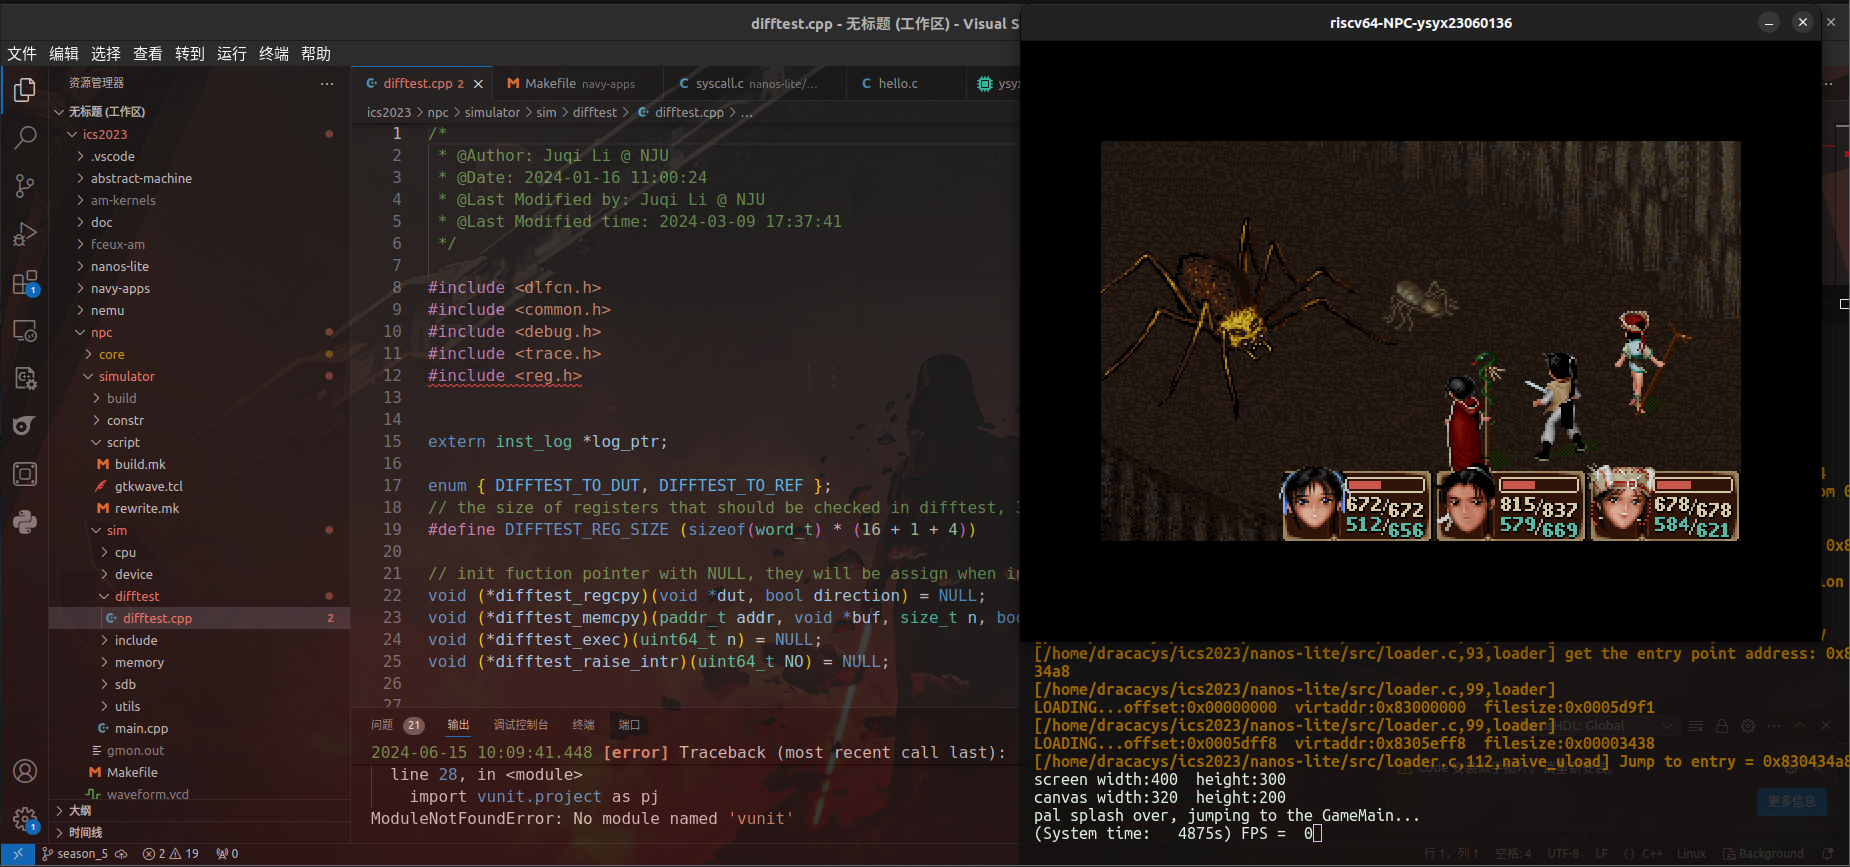 difftest.cpp - 无标题 (工作区) - Visual S
riscv64-NPC-ysyx23060136
文件 编辑 选择 查看 转到 运行 终端 帮助
资源管理器
无标题 (工作区)
ics2023
.vscode
abstract-machine
am-kernels
doc
fceux-am
nanos-lite
navy-apps
nemu
npc
core
simulator
build
constr
script
build.mk
gtkwave.tcl
rewrite.mk
sim
cpu
device
difftest
difftest.cpp 2
include
memory
sdb
utils
main.cpp
gmon.out
Makefile
waveform.vcd
大纲
时间线
difftest.cpp 2
Makefile navy-apps
syscall.c nanos-lite/...
hello.c
ysyx
ics2023 > npc > simulator > sim > difftest > difftest.cpp > ...
1 /*
2 * @Author: Juqi Li @ NJU
3 * @Date: 2024-01-16 11:00:24
4 * @Last Modified by: Juqi Li @ NJU
5 * @Last Modified time: 2024-03-09 17:37:41
6 */
7
8 #include <dlfcn.h>
9 #include <common.h>
10 #include <debug.h>
11 #include <trace.h>
12 #include <reg.h>
13
14
15 extern inst_log *log_ptr;
16
17 enum { DIFFTEST_TO_DUT, DIFFTEST_TO_REF };
18 // the size of registers that should be checked in difftest,
19 #define DIFFTEST_REG_SIZE (sizeof(word_t) * (16 + 1 + 4))
20
21 // init fuction pointer with NULL, they will be assign when
22 void (*difftest_regcpy)(void *dut, bool direction) = NULL;
23 void (*difftest_memcpy)(paddr_t addr, void *buf, size_t n, boo
24 void (*difftest_exec)(uint64_t n) = NULL;
25 void (*difftest_raise_intr)(uint64_t NO) = NULL;
26
27
672/672
512/656
815/837
579/669
678/678
584/621
问题 21 输出 调试控制台 终端 端口
2024-06-15 10:09:41.448 [error] Traceback (most recent call last):
line 28, in <module>
import vunit.project as pj
ModuleNotFoundError: No module named 'vunit'
[/home/dracacys/ics2023/nanos-lite/src/loader.c,93,loader] get the entry point address: 0x8
34a8
[/home/dracacys/ics2023/nanos-lite/src/loader.c,99,loader]
LOADING...offset:0x00000000 virtaddr:0x83000000 filesize:0x0005d9f1
[/home/dracacys/ics2023/nanos-lite/src/loader.c,99,loader]
LOADING...offset:0x0005dff8 virtaddr:0x8305eff8 filesize:0x00003438
[/home/dracacys/ics2023/nanos-lite/src/loader.c,112,naive_uload] Jump to entry = 0x830434a8
screen width:400 height:300
canvas width:320 height:200
pal splash over, jumping to the GameMain...
(System time: 4875s) FPS = 0
更多信息
season_5 2 19 0
行 1，列 1 空格: 4 UTF-8 LF {} C++ Linux Background